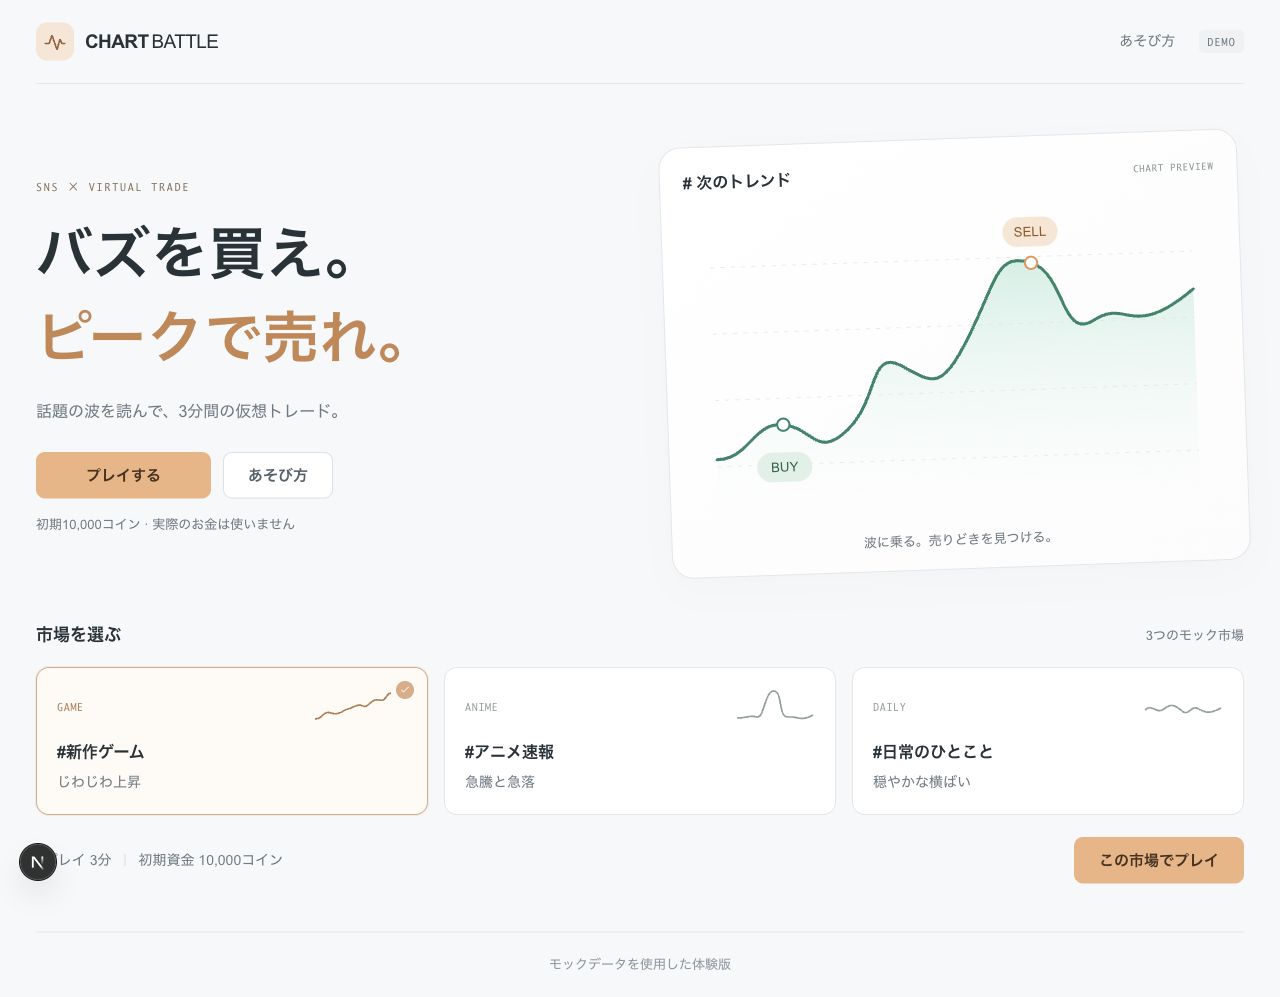 CHART BATTLE
あそび方
DEMO
SNS × VIRTUAL TRADE
バズを買え。
ピークで売れ。
話題の波を読んで、3分間の仮想トレード。
プレイする
あそび方
初期10,000コイン · 実際のお金は使いません
# 次のトレンド
CHART PREVIEW
SELL
BUY
波に乗る。売りどきを見つける。
市場を選ぶ
3つのモック市場
GAME
#新作ゲーム
じわじわ上昇
ANIME
#アニメ速報
急騰と急落
DAILY
#日常のひとこと
穏やかな横ばい
N
レイ 3分 | 初期資金 10,000コイン
この市場でプレイ
モックデータを使用した体験版